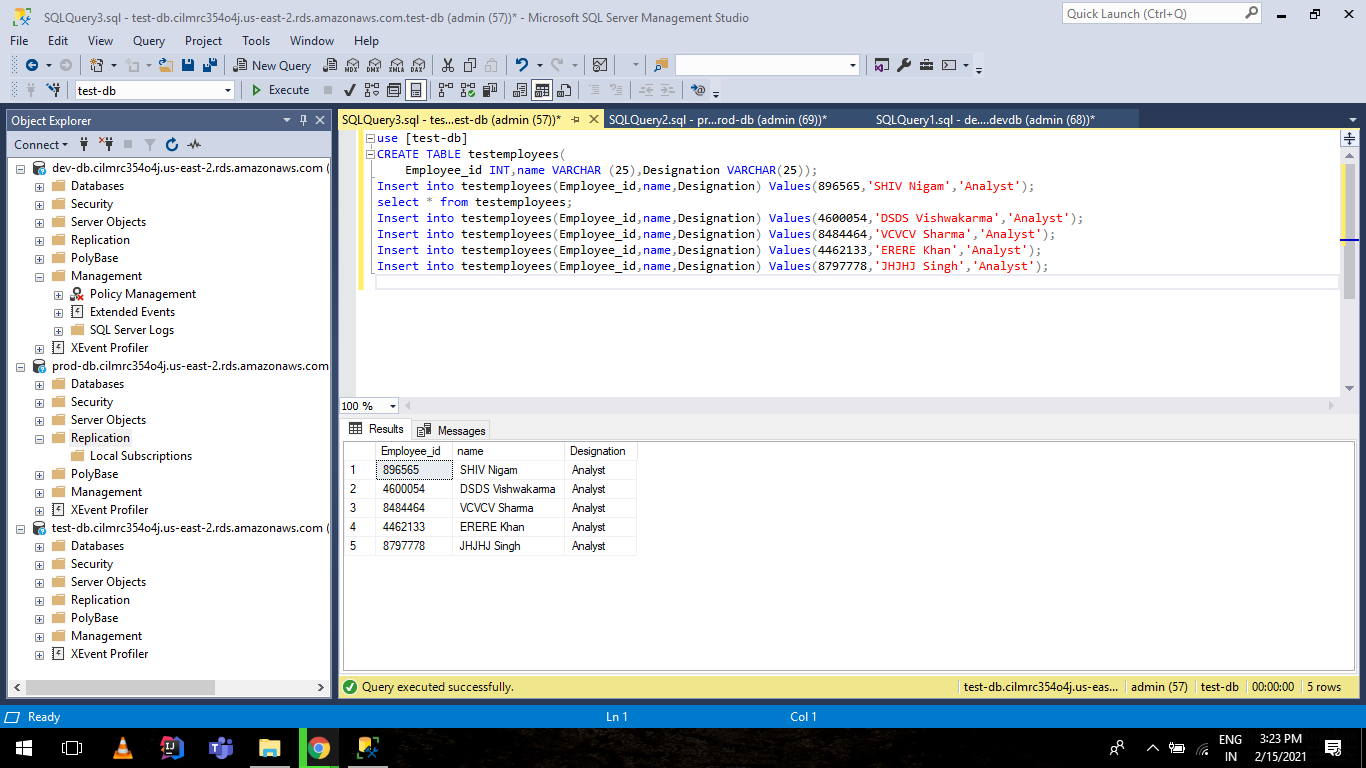 SQLQuery3.sql - test-db.cilmrc354o4j.us-east-2.rds.amazonaws.com.test-db (admin (57))* - Microsoft SQL Server Management Studio
Quick Launch (Ctrl+Q)
File Edit View Query Project Tools Window Help
New Query
MDX DMX XMLA DAX
test-db
Execute
Object Explorer
Connect
dev-db.cilmrc354o4j.us-east-2.rds.amazonaws.com (
Databases
Security
Server Objects
Replication
PolyBase
Management
Policy Management
Extended Events
SQL Server Logs
XEvent Profiler
prod-db.cilmrc354o4j.us-east-2.rds.amazonaws.com
Databases
Security
Server Objects
Replication
Local Subscriptions
PolyBase
Management
XEvent Profiler
test-db.cilmrc354o4j.us-east-2.rds.amazonaws.com (
Databases
Security
Server Objects
Replication
PolyBase
Management
XEvent Profiler
SQLQuery3.sql - tes...est-db (admin (57))* SQLQuery2.sql - pr...rod-db (admin (69))* SQLQuery1.sql - de....devdb (admin (68))*
use [test-db]
CREATE TABLE testemployees(
Employee_id INT,name VARCHAR (25),Designation VARCHAR(25));
Insert into testemployees(Employee_id,name,Designation) Values(896565,'SHIV Nigam','Analyst');
select * from testemployees;
Insert into testemployees(Employee_id,name,Designation) Values(4600054,'DSDS Vishwakarma','Analyst');
Insert into testemployees(Employee_id,name,Designation) Values(8484464,'VCVCV Sharma','Analyst');
Insert into testemployees(Employee_id,name,Designation) Values(4462133,'ERERE Khan','Analyst');
Insert into testemployees(Employee_id,name,Designation) Values(8797778,'JHJHJ Singh','Analyst');
100 %
Results Messages
Employee_id name Designation
1 896565 SHIV Nigam Analyst
2 4600054 DSDS Vishwakarma Analyst
3 8484464 VCVCV Sharma Analyst
4 4462133 ERERE Khan Analyst
5 8797778 JHJHJ Singh Analyst
Query executed successfully. test-db.cilmrc354o4j.us-eas... admin (57) test-db 00:00:00 5 rows
Ready Ln 1 Col 1
ENG 3:23 PM
IN 2/15/2021